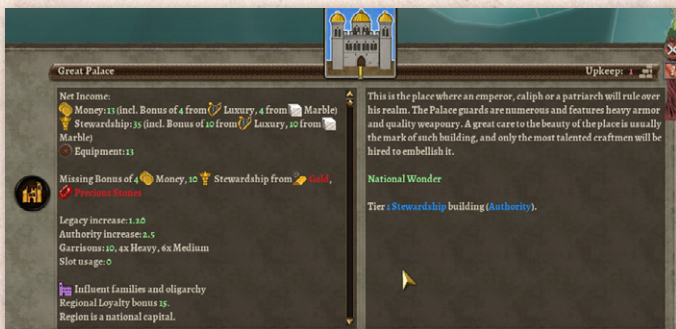 Great Palace
Upkeep: 1
Net Income:
Money: 13 (incl. Bonus of 4 from Luxury, 4 from Marble)
Stewardship: 35 (incl. Bonus of 10 from Luxury, 10 from
Marble)
Equipment: 13
Missing Bonus of 4 Money, 10 Stewardship from Gold,
Precious Stones
Legacy increase: 1.20
Authority increase: 2.5
Garrisons: 10, 4x Heavy, 6x Medium
Slot usage: 0
Influent families and oligarchy
Regional Loyalty bonus 15.
Region is a national capital.
This is the place where an emperor, caliph or a patriarch will rule over
his realm. The Palace guards are numerous and features heavy armor
and quality weapoury. A great care to the beauty of the place is usually
the mark of such building, and only the most talented craftmen will be
hired to embellish it.
National Wonder
Tier 1 Stewardship building (Authority).